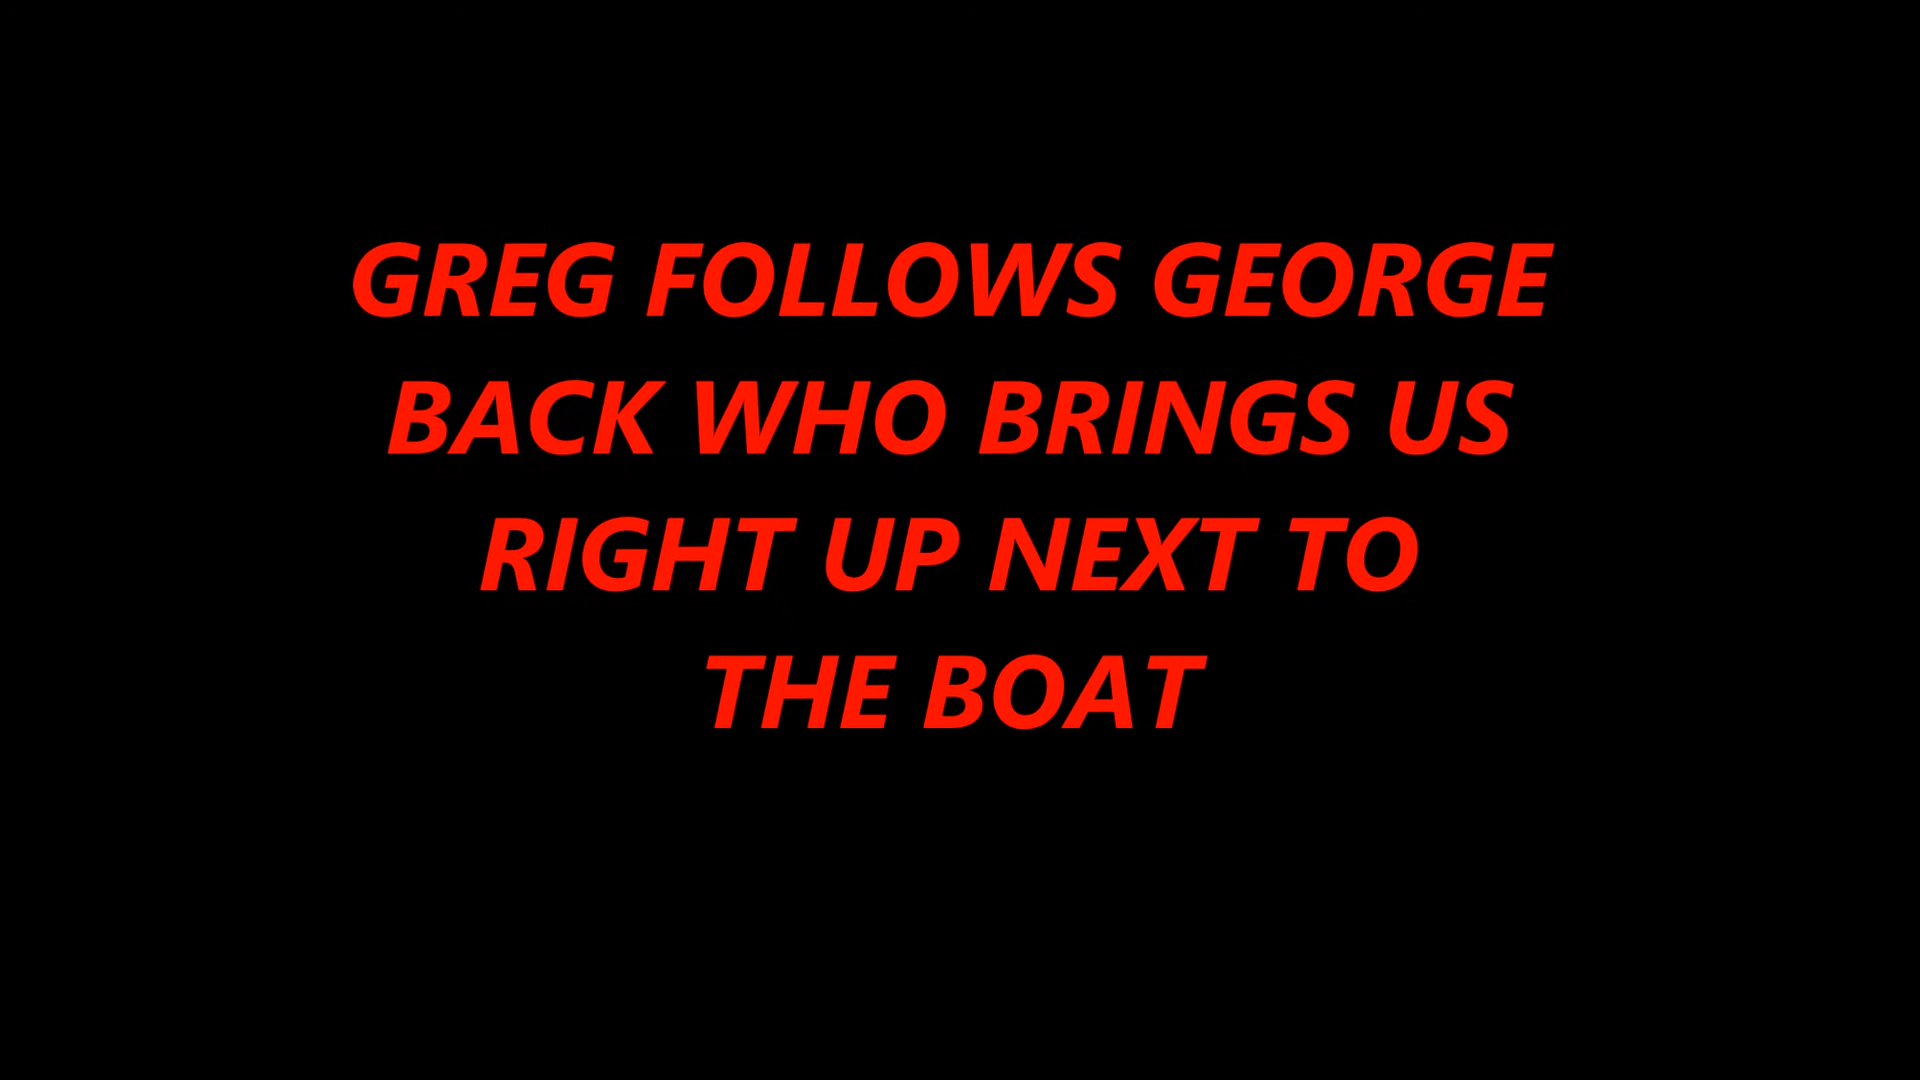 GREG FOLLOWS GEORGE
BACK WHO BRINGS US
RIGHT UP NEXT TO
THE BOAT